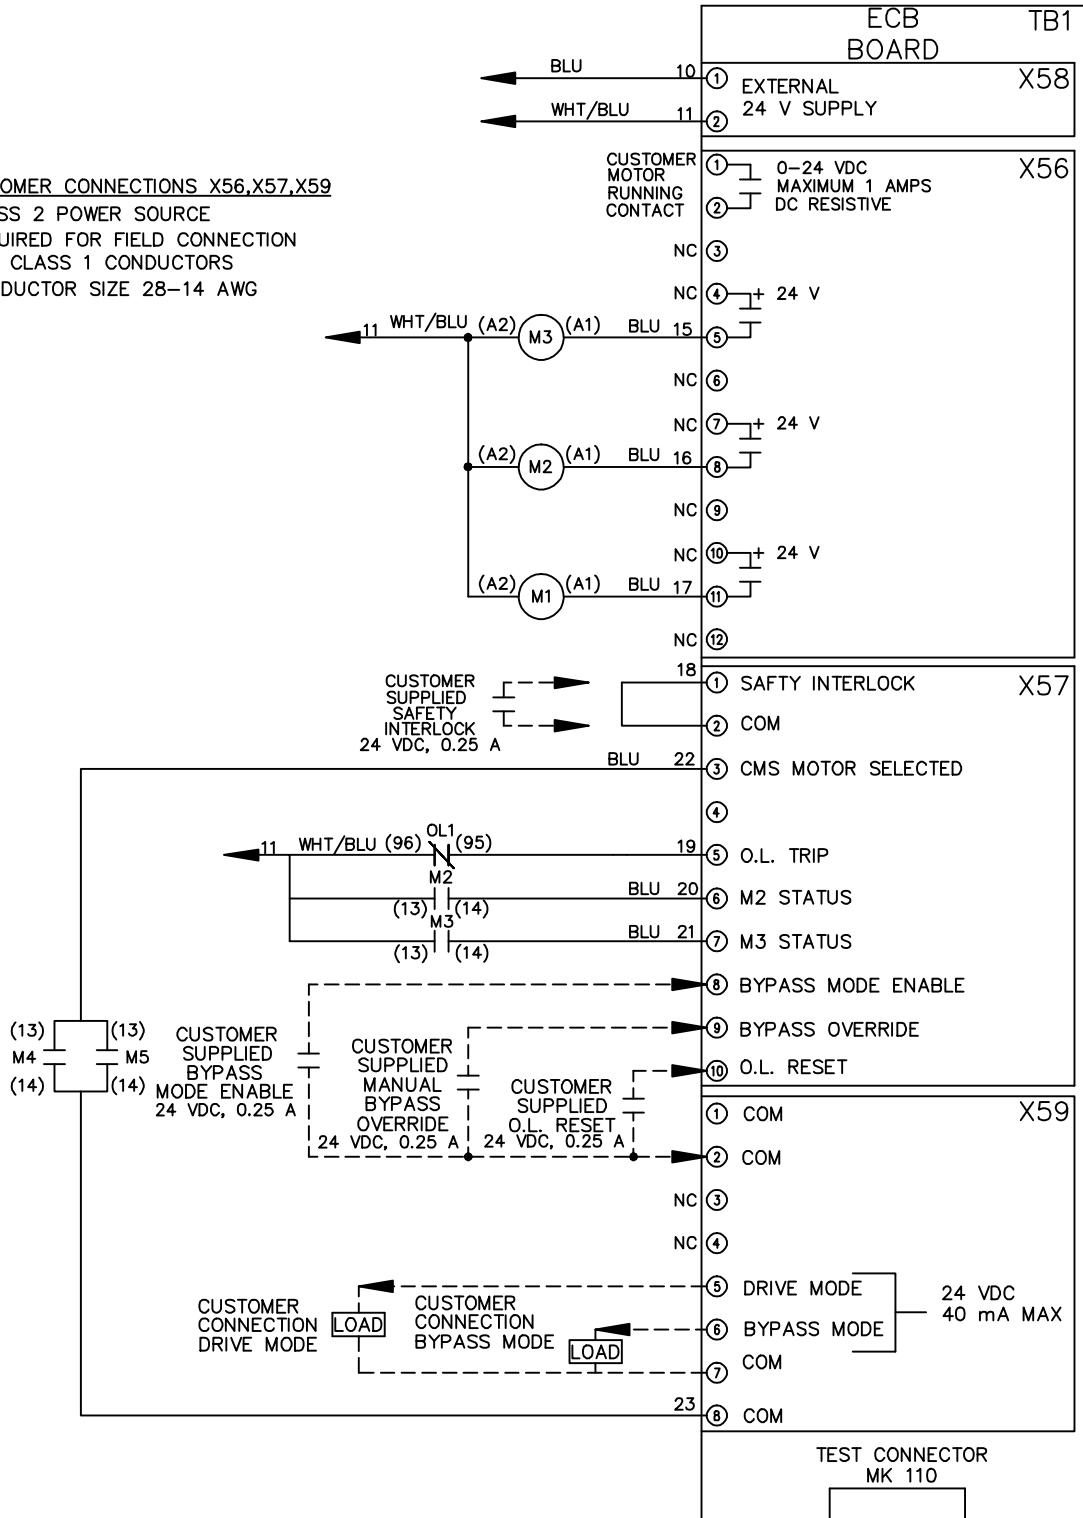 ECB
BOARD
TB1
BLU 10 1 EXTERNAL X58
WHT/BLU 11 2 24 V SUPPLY
OMER CONNECTIONS X56,X57,X59
SS 2 POWER SOURCE
UIRED FOR FIELD CONNECTION
CLASS 1 CONDUCTORS
DUCTOR SIZE 28-14 AWG
CUSTOMER
MOTOR
RUNNING
CONTACT
1
2
0-24 VDC
MAXIMUM 1 AMPS
DC RESISTIVE
X56
NC 3
NC 4 + 24 V
11 WHT/BLU (A2) M3 (A1) BLU 15 5
NC 6
NC 7 + 24 V
(A2) M2 (A1) BLU 16 8
NC 9
NC 10 + 24 V
(A2) M1 (A1) BLU 17 11
NC 12
CUSTOMER
SUPPLIED
SAFETY
INTERLOCK
24 VDC, 0.25 A
18 1 SAFTY INTERLOCK X57
2 COM
BLU 22 3 CMS MOTOR SELECTED
4
11 WHT/BLU (96) OL1 (95) 19 5 O.L. TRIP
M2
(13) (14) BLU 20 6 M2 STATUS
M3
(13) (14) BLU 21 7 M3 STATUS
8 BYPASS MODE ENABLE
9 BYPASS OVERRIDE
10 O.L. RESET
(13) (13)
M4 M5
(14) (14)
CUSTOMER
SUPPLIED
BYPASS
MODE ENABLE
24 VDC, 0.25 A
CUSTOMER
SUPPLIED
MANUAL
BYPASS
OVERRIDE
24 VDC, 0.25 A
CUSTOMER
SUPPLIED
O.L. RESET
24 VDC, 0.25 A
1 COM X59
2 COM
NC 3
NC 4
5 DRIVE MODE
6 BYPASS MODE
24 VDC
40 mA MAX
7 COM
CUSTOMER
CONNECTION
DRIVE MODE
LOAD
CUSTOMER
CONNECTION
BYPASS MODE
LOAD
23 8 COM
TEST CONNECTOR
MK 110